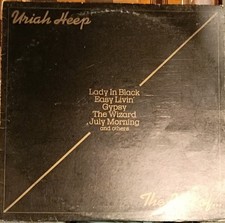 Uriah Heep
Lady In Black
Easy Livin'
Gypsy
The Wizard
July Morning
and others
The